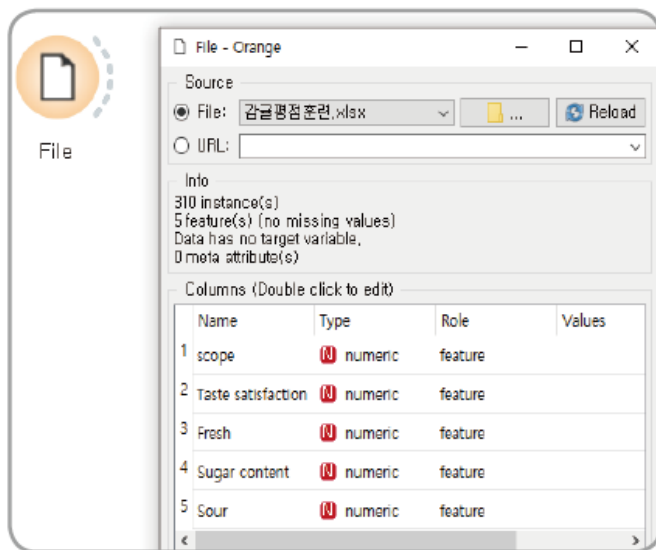 File
File - Orange
Source
File: 감귤평점훈련.xlsx ... Reload
URL:
Info
310 instance(s)
5 feature(s) (no missing values)
Data has no target variable,
0 meta attribute(s)
Columns (Double click to edit)
Name Type Role Values
1 scope N numeric feature
2 Taste satisfaction N numeric feature
3 Fresh N numeric feature
4 Sugar content N numeric feature
5 Sour N numeric feature